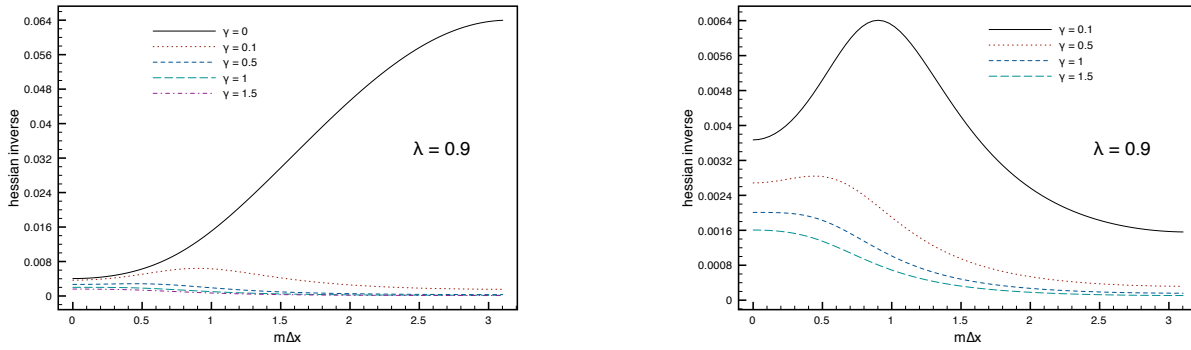 0.064
0.056
0.048
0.04
0.032
0.024
0.016
0.008
0
hessian inverse
γ = 0
γ = 0.1
γ = 0.5
γ = 1
γ = 1.5
λ = 0.9
0 0.5 1 1.5 2 2.5 3
mΔx
0.0064
0.0056
0.0048
0.004
0.0032
0.0024
0.0016
0.0008
0
hessian inverse
γ = 0.1
γ = 0.5
γ = 1
γ = 1.5
λ = 0.9
0 0.5 1 1.5 2 2.5 3
mΔx